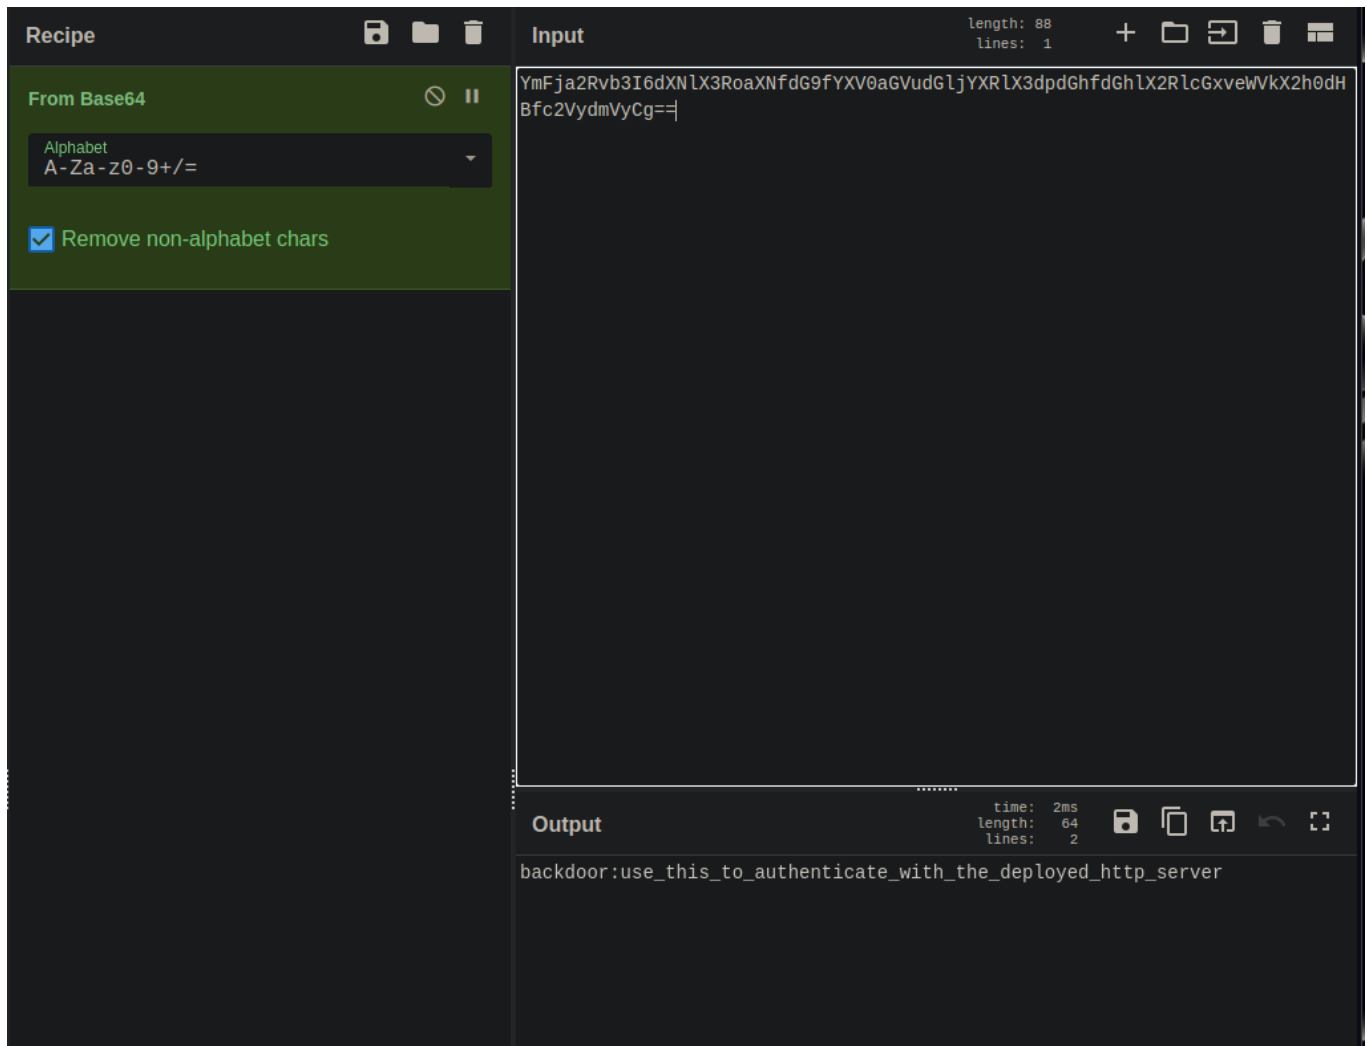 Recipe
From Base64
Alphabet
A-Za-z0-9+/=
Remove non-alphabet chars
Input
length: 88
lines: 1
YmFja2Rvb3I6dXNlX3RoaXNfdG9fYXV0aGVudGljYXRlX3dpdGhfdGhlX2RlcGxveWVkX2h0dH
Bfc2VydmVyCg==
Output
time: 2ms
length: 64
lines: 2
backdoor:use_this_to_authenticate_with_the_deployed_http_server